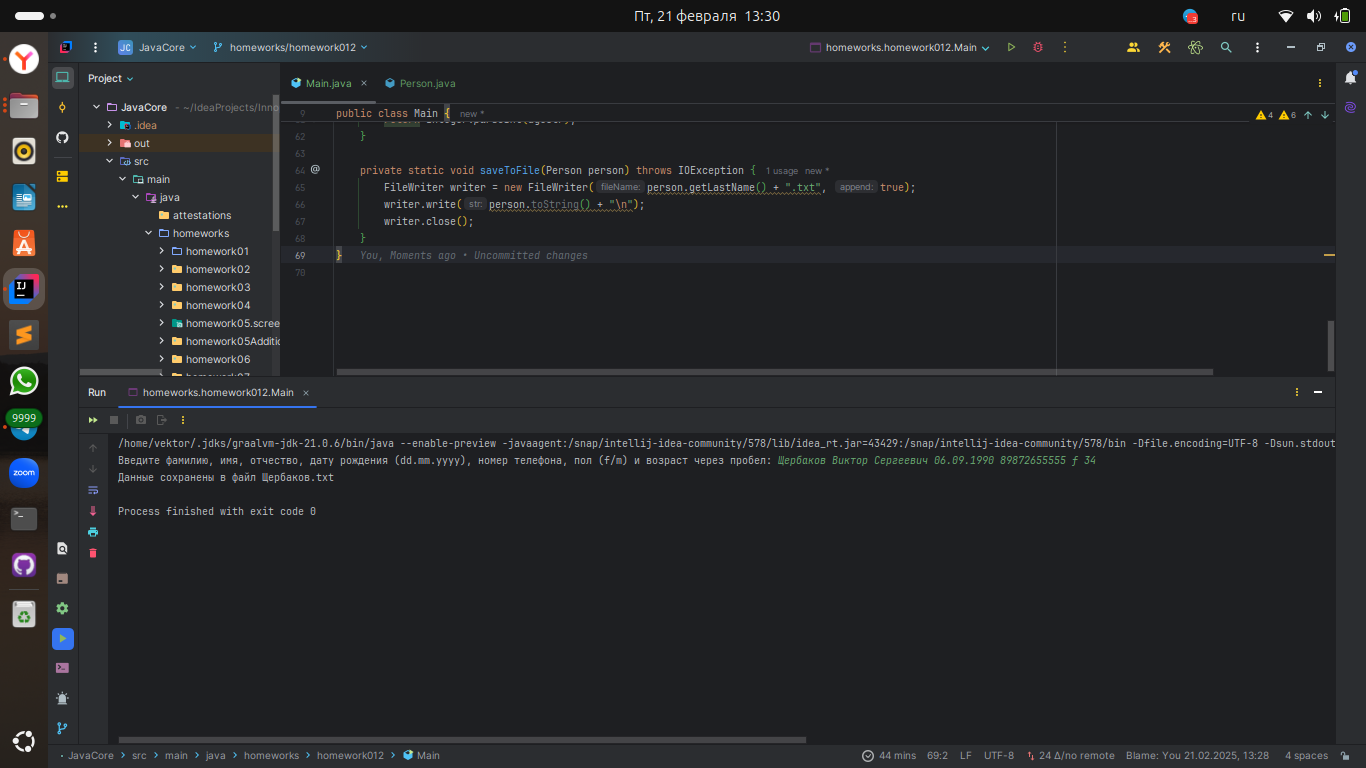 Пт, 21 февраля 13:30
ru
JC JavaCore
homeworks/homework012
homeworks.homework012.Main
Project
Main.java
Person.java
JavaCore - ~/IdeaProjects/Inno
.idea
out
src
main
java
attestations
homeworks
homework01
homework02
homework03
homework04
homework05.scree
homework05Additic
homework06
9 public class Main { new *
4 6
62 }
63
64 private static void saveToFile(Person person) throws IOException { 1 usage new *
65 FileWriter writer = new FileWriter( fileName: person.getLastName() + ".txt", append: true);
66 writer.write( str: person.toString() + "\n");
67 writer.close();
68 }
69 } You, Moments ago • Uncommitted changes
70
Run homeworks.homework012.Main
/home/vektor/.jdks/graalvm-jdk-21.0.6/bin/java --enable-preview -javaagent:/snap/intellij-idea-community/578/lib/idea_rt.jar=43429:/snap/intellij-idea-community/578/bin -Dfile.encoding=UTF-8 -Dsun.stdout
Введите фамилию, имя, отчество, дату рождения (dd.mm.yyyy), номер телефона, пол (f/m) и возраст через пробел: Щербаков Виктор Сергеевич 06.09.1990 89872655555 f 34
Данные сохранены в файл Щербаков.txt
Process finished with exit code 0
9999
zoom
JavaCore > src > main > java > homeworks > homework012 > Main
44 mins 69:2 LF UTF-8 24 Δ/no remote Blame: You 21.02.2025, 13:28 4 spaces